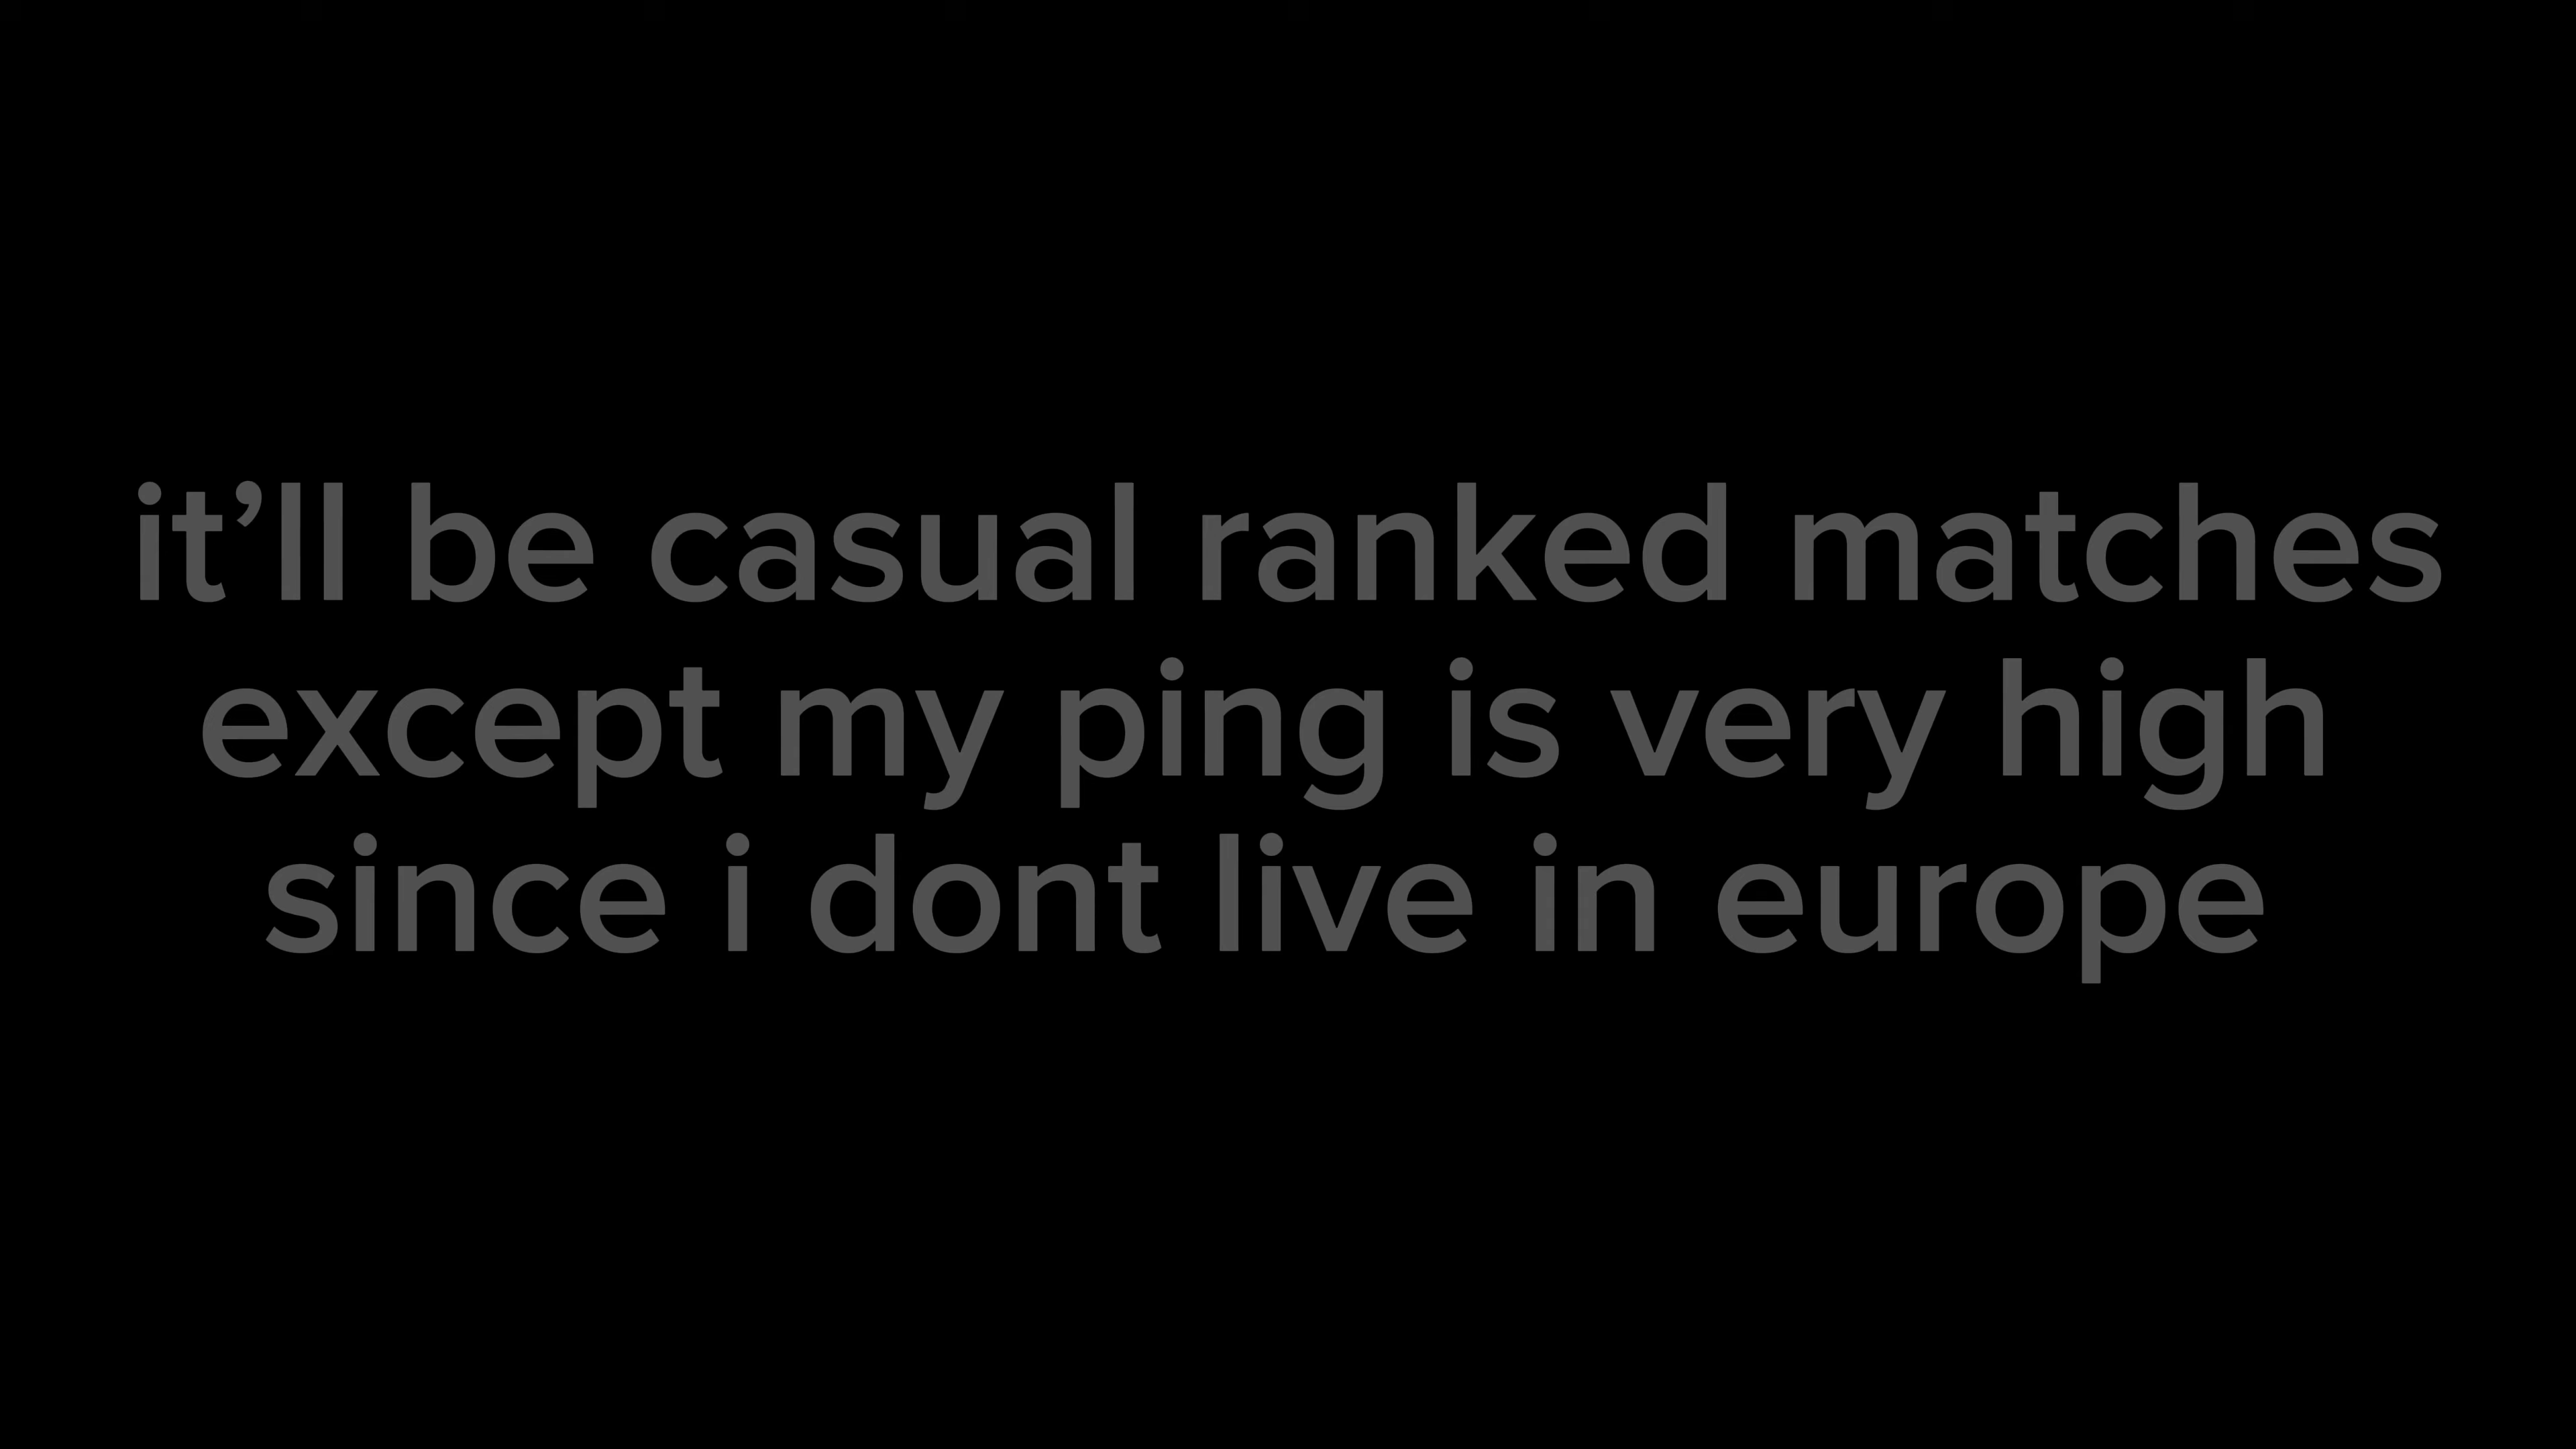 it’ll be casual ranked matches
except my ping is very high
since i dont live in europe